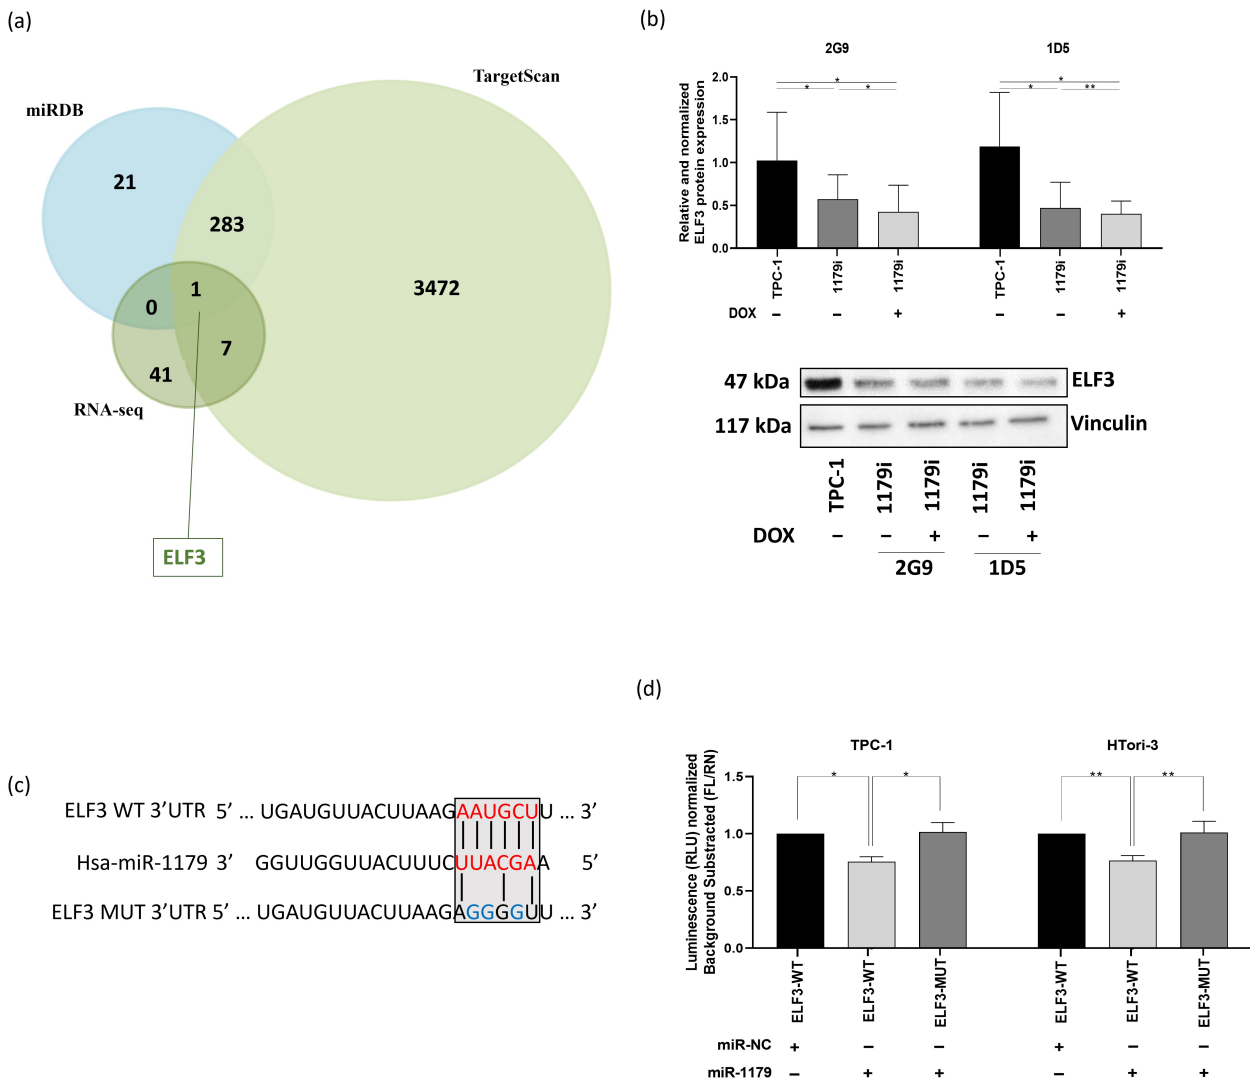 (a)
miRDB
TargetScan
21
283
3472
1
0
7
41
RNA-seq
ELF3
(b)
2G9 1D5
Relative and normalized
ELF3 protein expression
2.0
1.5
1.0
0.5
0.0
* * *
* * **
TPC-1 1179i 1179i TPC-1 1179i 1179i
DOX – – + – – +
47 kDa ELF3
117 kDa Vinculin
TPC-1 1179i 1179i 1179i 1179i
DOX – – + – +
2G9 1D5
(c)
ELF3 WT 3’UTR 5’ ... UGAUGUUACUUAAGAAUGCUU ... 3’
Hsa-miR-1179 3’ GGUUGGUUACUUUCUUACGAA 5’
ELF3 MUT 3’UTR 5’ ... UGAUGUUACUUAAGAGGGGUU ... 3’
(d)
TPC-1 HTori-3
Luminescence (RLU) normalized
Background Substracted (FL/RN)
1.5
1.0
0.5
0.0
* * ** **
ELF3-WT ELF3-WT ELF3-MUT ELF3-WT ELF3-WT ELF3-MUT
miR-NC + – – + – –
miR-1179 – + + – + +